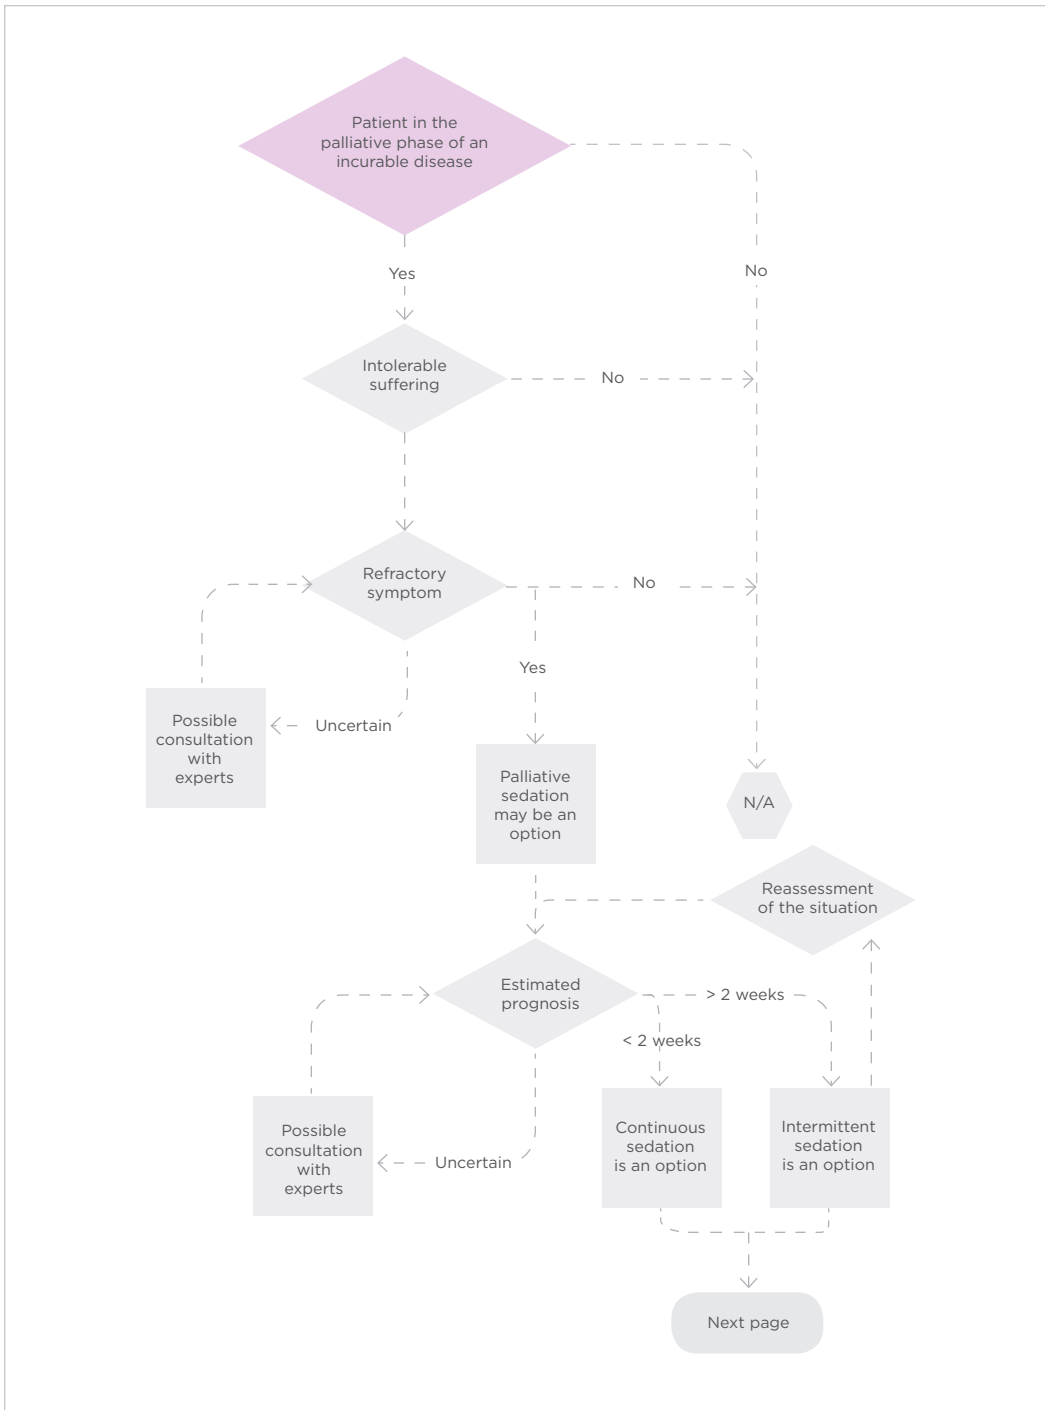 Patient in the
palliative phase of an
incurable disease
No
Yes
Intolerable
suffering
No
Refractory
symptom
No
Yes
Possible
consultation
with
experts
Uncertain
Palliative
sedation
may be an
option
N/A
Reassessment
of the situation
Estimated
prognosis
> 2 weeks
< 2 weeks
Possible
consultation
with
experts
Uncertain
Continuous
sedation
is an option
Intermittent
sedation
is an option
Next page